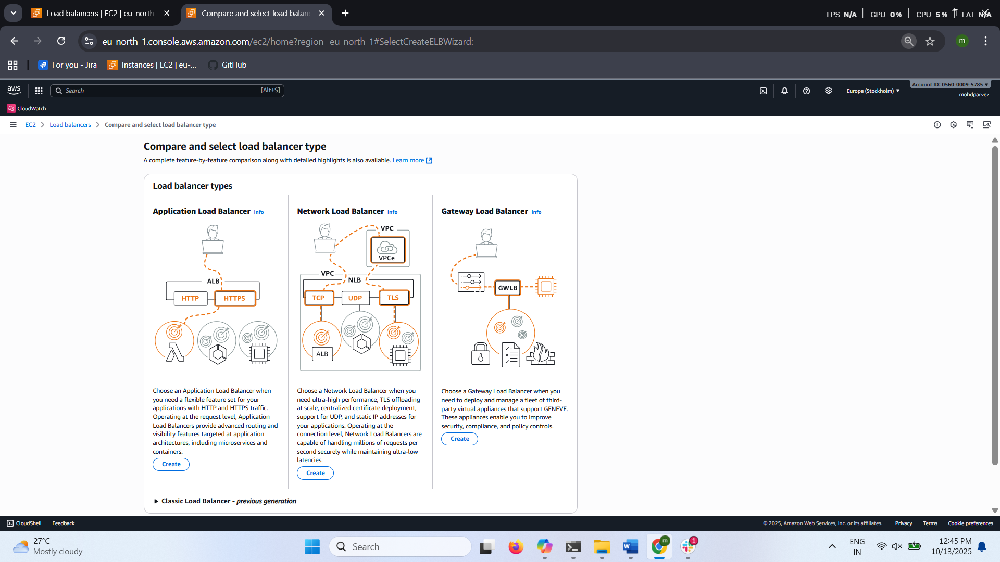 Load balancers | EC2 | eu-north-
Compare and select load balanc
FPS N/A
GPU 0%
CPU 5%
LAT N/A
eu-north-1.console.aws.amazon.com/ec2/home?region=eu-north-1#SelectCreateELBWizard:
m
For you - Jira
Instances | EC2 | eu-...
GitHub
aws
Search
[Alt+S]
Europe (Stockholm)
Account ID: 0560-0009-5785
mohdparvez
CloudWatch
EC2
Load balancers
Compare and select load balancer type
Compare and select load balancer type
A complete feature-by-feature comparison along with detailed highlights is also available. Learn more
Load balancer types
Application Load Balancer Info
ALB
HTTP
HTTPS
Choose an Application Load Balancer when
you need a flexible feature set for your
applications with HTTP and HTTPS traffic.
Operating at the request level, Application
Load Balancers provide advanced routing and
visibility features targeted at application
architectures, including microservices and
containers.
Create
Network Load Balancer Info
VPC
VPCe
VPC
NLB
TCP
UDP
TLS
ALB
Choose a Network Load Balancer when you
need ultra-high performance, TLS offloading
at scale, centralized certificate deployment,
support for UDP, and static IP addresses for
your applications. Operating at the
connection level, Network Load Balancers are
capable of handling millions of requests per
second securely while maintaining ultra-low
latencies.
Create
Gateway Load Balancer Info
GWLB
Choose a Gateway Load Balancer when you
need to deploy and manage a fleet of third-
party virtual appliances that support GENEVE.
These appliances enable you to improve
security, compliance, and policy controls.
Create
Classic Load Balancer - previous generation
CloudShell
Feedback
© 2025, Amazon Web Services, Inc. or its affiliates.
Privacy
Terms
Cookie preferences
27°C
Mostly cloudy
Search
W
m
1
ENG
IN
12:45 PM
10/13/2025